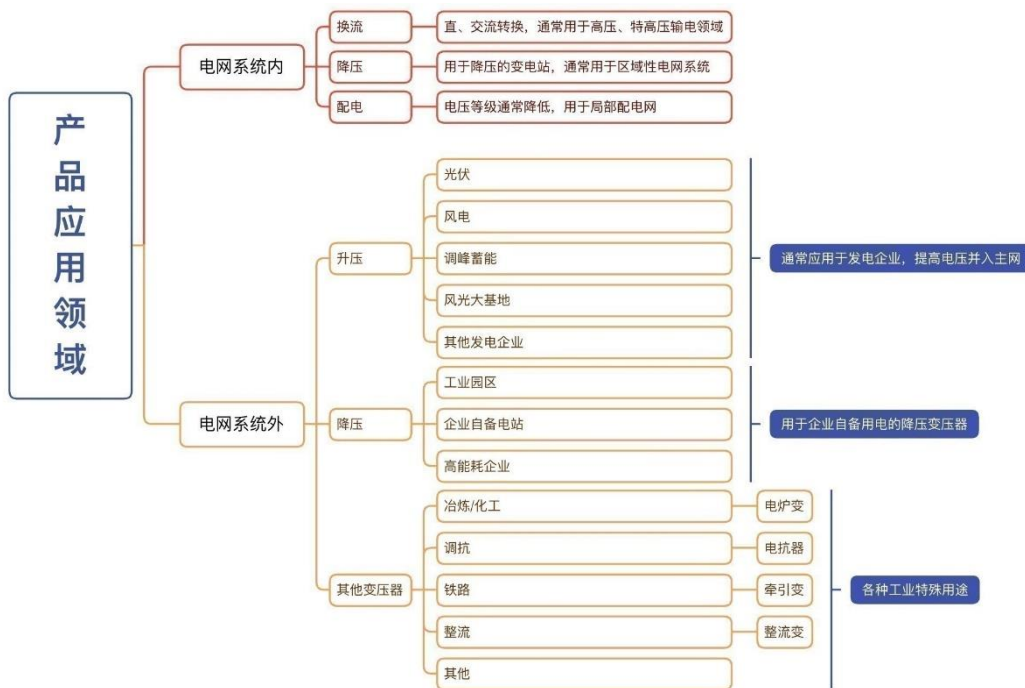 产品应用领域
电网系统内
换流
直、交流转换，通常用于高压、特高压输电领域
降压
用于降压的变电站，通常用于区域性电网系统
配电
电压等级通常降低，用于局部配电网
电网系统外
升压
光伏
风电
调峰蓄能
风光大基地
其他发电企业
通常应用于发电企业，提高电压并入主网
降压
工业园区
企业自备电站
高能耗企业
用于企业自备用电的降压变压器
其他变压器
冶炼/化工
电炉变
调抗
电抗器
铁路
牵引变
整流
整流变
其他
各种工业特殊用途